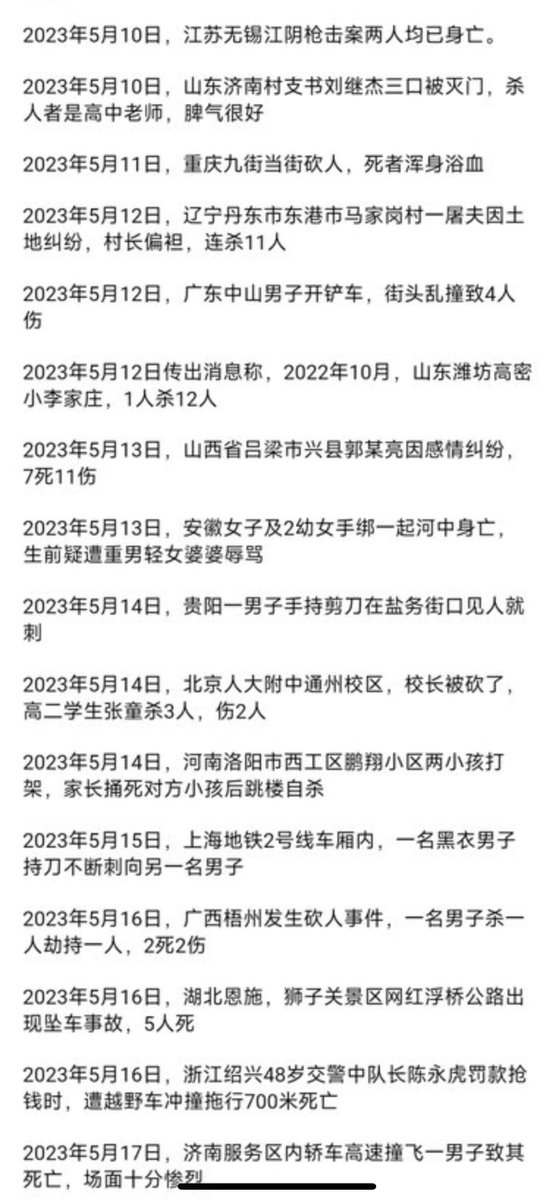 2023年5月10日，江苏无锡江阴枪击案两人均已身亡。
2023年5月10日，山东济南村支书刘继杰三口被灭门，杀
人者是高中老师，脾气很好
2023年5月11日，重庆九街当街砍人，死者浑身浴血
2023年5月12日，辽宁丹东市东港市马家岗村一屠夫因土
地纠纷，村长偏袒，连杀11人
2023年5月12日，广东中山男子开铲车，街头乱撞致4人
伤
2023年5月12日传出消息称，2022年10月，山东潍坊高密
小李家庄，1人杀12人
2023年5月13日，山西省吕梁市兴县郭某亮因感情纠纷，
7死11伤
2023年5月13日，安徽女子及2幼女手绑一起河中身亡，
生前疑遭重男轻女婆婆辱骂
2023年5月14日，贵阳一男子手持剪刀在盐务街口见人就
刺
2023年5月14日，北京人大附中通州校区，校长被砍了，
高二学生张童杀3人，伤2人
2023年5月14日，河南洛阳市西工区鹏翔小区两小孩打
架，家长捅死对方小孩后跳楼自杀
2023年5月15日，上海地铁2号线车厢内，一名黑衣男子
持刀不断刺向另一名男子
2023年5月16日，广西梧州发生砍人事件，一名男子杀一
人劫持一人，2死2伤
2023年5月16日，湖北恩施，狮子关景区网红浮桥公路出
现坠车事故，5人死
2023年5月16日，浙江绍兴48岁交警中队长陈永虎罚款抢
钱时，遭越野车冲撞拖行700米死亡
2023年5月17日，济南服务区内轿车高速撞飞一男子致其
死亡，场面十分惨烈